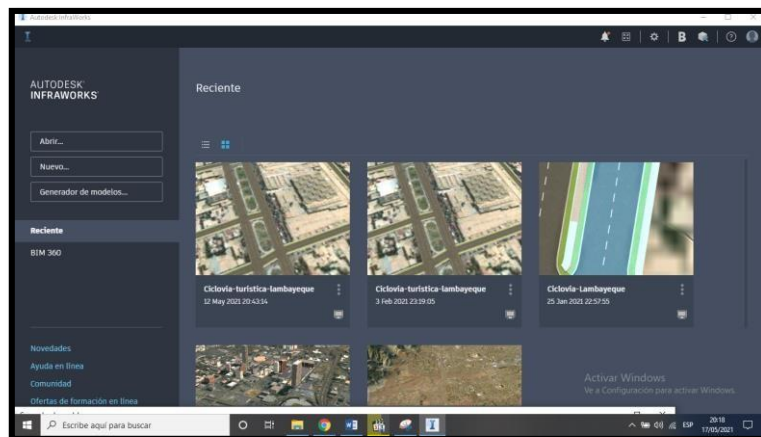 Autodesk InfraWorks
AUTODESK®
INFRAWORKS®
Abrir...
Nuevo...
Generador de modelos...
Reciente
BIM 360
Novedades
Ayuda en línea
Comunidad
Ofertas de formación en línea
Reciente
Ciclovia-turistica-lambayeque
12 May 2021 20:43:14
Ciclovia-turistica-lambayeque
3 Feb 2021 23:19:05
Ciclovia-Lambayeque
25 Jan 2021 22:57:55
Activar Windows
Ve a Configuración para activar Windows.
Escribe aquí para buscar
ESP
20:18
17/05/2021